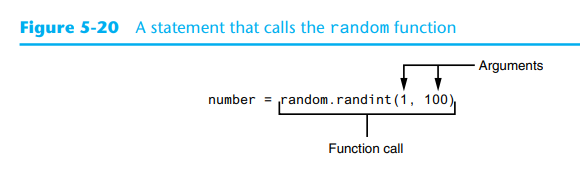 Figure 5-20 A statement that calls the random function
Arguments
number = random.randint(1, 100)
Function call